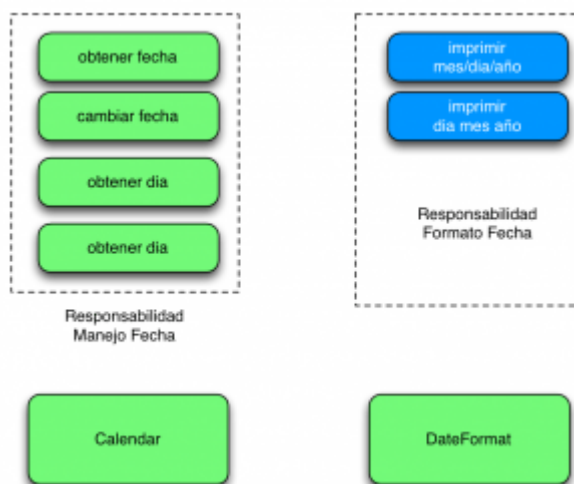 obtener fecha
cambiar fecha
obtener dia
obtener dia
Responsabilidad
Manejo Fecha
imprimir
mes/dia/año
imprimir
dia mes año
Responsabilidad
Formato Fecha
Calendar
DateFormat